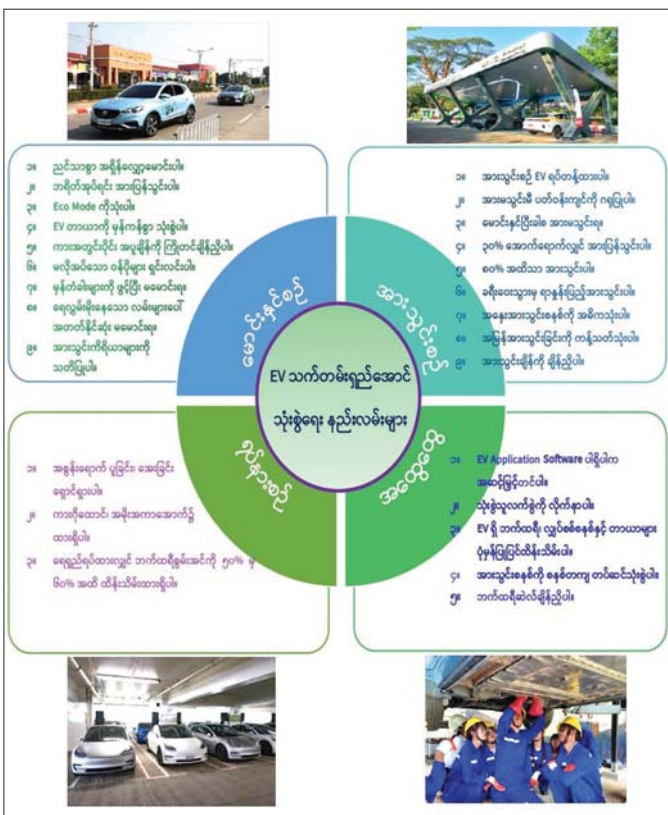 ၁။ ညင်သာစွာ အရှိန်လျှော့မောင်းပါ။
၂။ ဘရိတ်အုပ်ရင်း အားပြန်သွင်းပါ။
၃။ Eco Mode ကိုသုံးပါ။
၄။ EV တာယာကို မှန်ကန်စွာ သုံးစွဲပါ။
၅။ ကားအတွင်းပိုင်း အပူချိန်ကို ကြိုတင်ချိန်ညှိပါ။
၆။ မလိုအပ်သော ဝန်ပိုများ ရှင်းလင်းပါ။
၇။ မှန်တံခါးများကို ဖွင့်ပြီး မမောင်းရ။
၈။ ရေလွှမ်းမိုးနေသော လမ်းများပေါ်
အတတ်နိုင်ဆုံး မမောင်းရ။
၉။ အားသွင်းကိရိယာများကို
သတိပြုပါ။
မောင်းနှင်စဉ်
၁။ အားသွင်းစဉ် EV ရပ်တန့်ထားပါ။
၂။ အားမသွင်းမီ ပတ်ဝန်းကျင်ကို ဂရုပြုပါ။
၃။ မောင်းနှင်ပြီးခါစ အားမသွင်းရ။
၄။ ၃၀% အောက်ရောက်လျှင် အားပြန်သွင်းပါ။
၅။ ၈၀% အထိသာ အားသွင်းပါ။
၆။ ခရီးဝေးသွားမှ ရာနှုန်းပြည့်အားသွင်းပါ။
၇။ အနှေးအားသွင်းစနစ်ကို အဓိကသုံးပါ။
၈။ အမြန်အားသွင်းခြင်းကို ကန့်သတ်သုံးပါ။
၉။ အားသွင်းချိန်ကို ချိန်ညှိပါ။
အားသွင်းစဉ်
EV သက်တမ်းရှည်အောင်
သုံးစွဲရေး နည်းလမ်းများ
ရပ်နားစဉ်
၁။ အစွန်းရောက် ပူခြင်း၊ အေးခြင်း
ရှောင်ရှားပါ။
၂။ ကားဂိုထောင်၊ အမိုးအကာအောက်၌
ထားရှိပါ။
၃။ ရေရှည်ရပ်ထားလျှင် ဘက်ထရီစွမ်းအင်ကို ၅၀% မှ
၆၀% အထိ ထိန်းသိမ်းထားရှိပါ။
အထွေထွေ
၁။ EV Application Software ပါရှိပါက
အဆင့်မြှင့်တင်ပါ။
၂။ သုံးစွဲသူလက်စွဲကို လိုက်နာပါ။
၃။ EV ရှိ ဘက်ထရီ၊ လျှပ်စစ်စနစ်နှင့် တာယာများ
ပုံမှန်ပြုပြင်ထိန်းသိမ်းပါ။
၄။ အားသွင်းစနစ်ကို စနစ်တကျ တပ်ဆင်သုံးစွဲပါ။
၅။ ဘက်ထရီဆဲလ်ချိန်ညှိပါ။